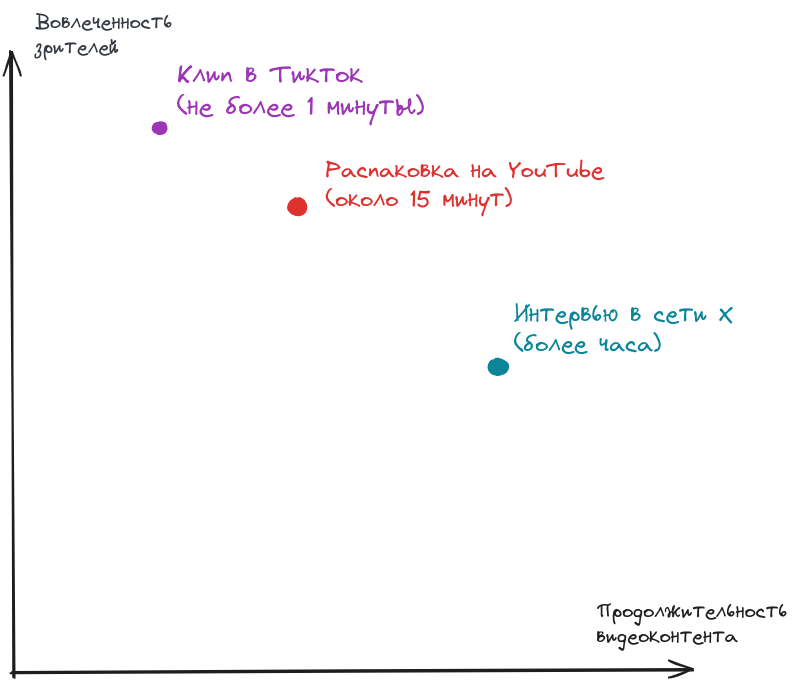 Вовлеченность
зрителей
Клип в ТикТок
(не более 1 минуты)
Распаковка на YouTube
(около 15 минут)
Интервью в сети X
(более часа)
Продолжительность
видеоконтента